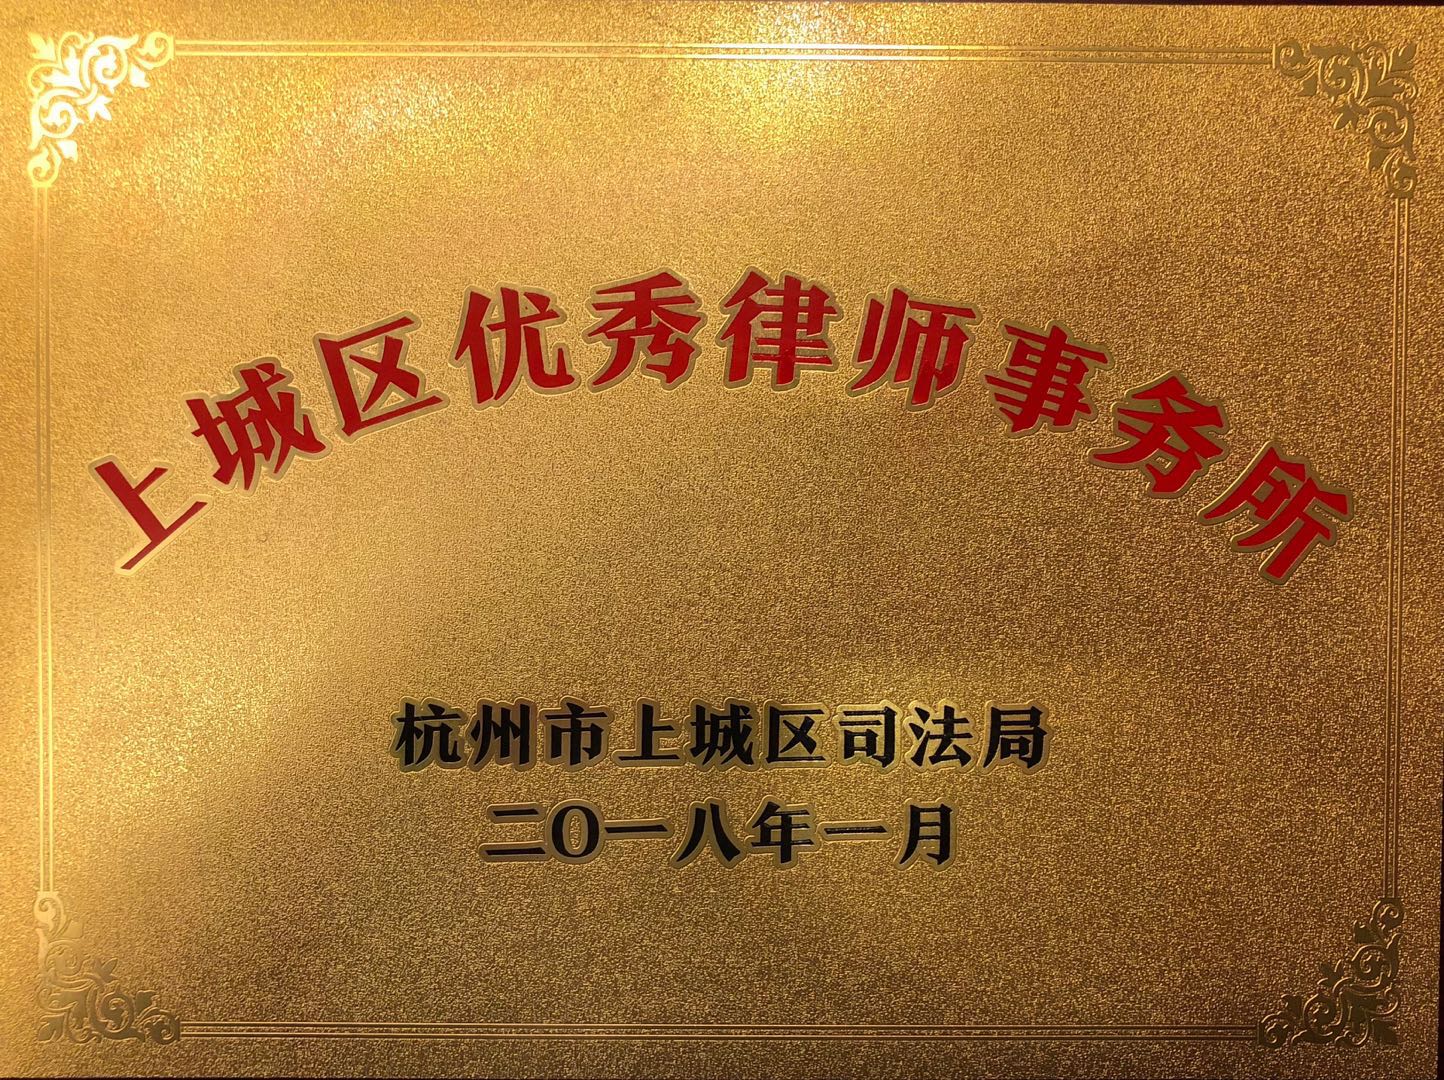 上城区优秀律师事务所
杭州市上城区司法局
二〇一八年一月